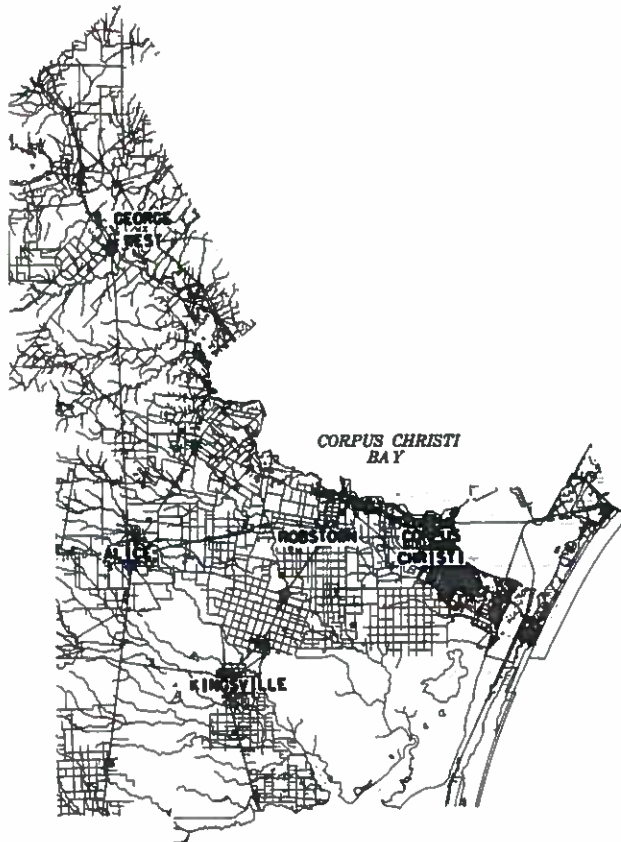 GEORGE
WEST
CORPUS CHRISTI
BAY
ROBSTOWN
CORPUS
CHRISTI
ALICE
KINGSVILLE